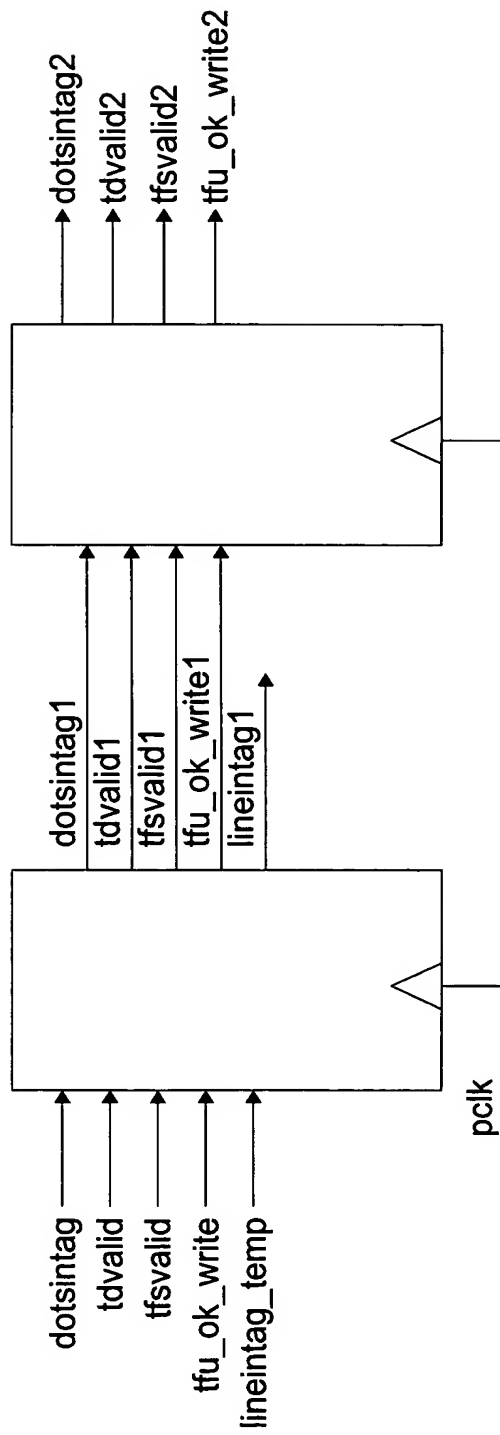 dotsintag
tdvalid
tfsvalid
tfu_ok_write
lineintag_temp
pclk
dotsintag1
tdvalid1
tfsvalid1
tfu_ok_write1
lineintag1
dotsintag2
tdvalid2
tfsvalid2
tfu_ok_write2